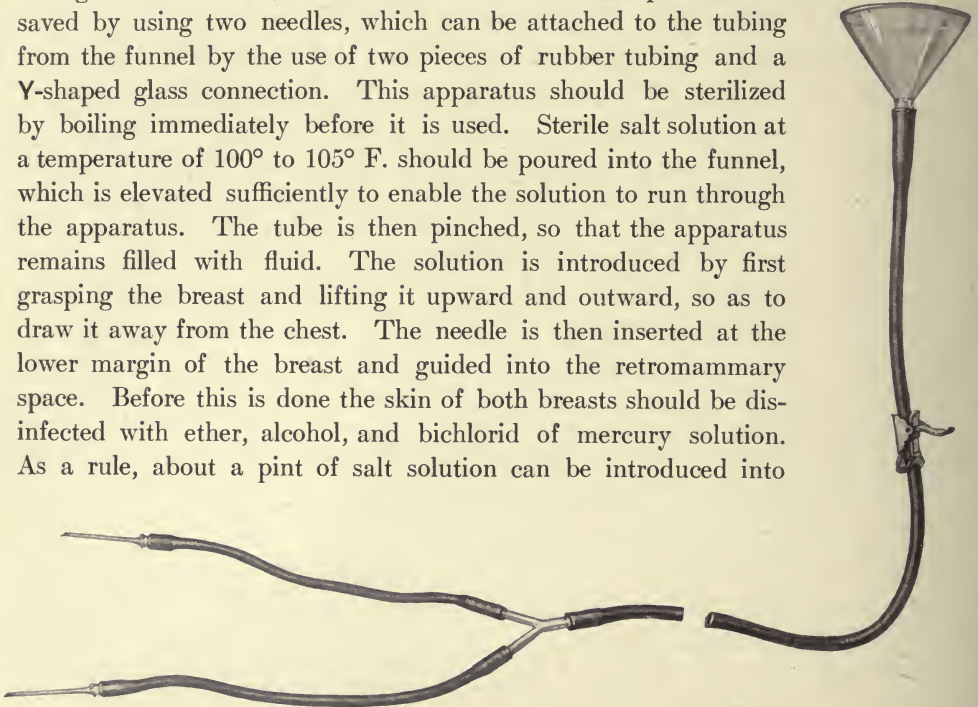 saved by using two needles, which can be attached to the tubing
from the funnel by the use of two pieces of rubber tubing and a
Y-shaped glass connection. This apparatus should be sterilized
by boiling immediately before it is used. Sterile salt solution at
a temperature of 100° to 105° F. should be poured into the funnel,
which is elevated sufficiently to enable the solution to run through
the apparatus. The tube is then pinched, so that the apparatus
remains filled with fluid. The solution is introduced by first
grasping the breast and lifting it upward and outward, so as to
draw it away from the chest. The needle is then inserted at the
lower margin of the breast and guided into the retromammary
space. Before this is done the skin of both breasts should be dis-
infected with ether, alcohol, and bichlorid of mercury solution.
As a rule, about a pint of salt solution can be introduced into